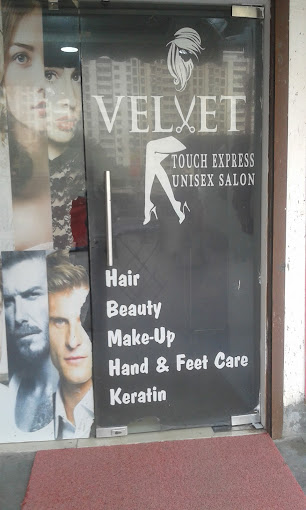 VELVET
TOUCH EXPRESS
UNISEX SALON
Hair
Beauty
Make-Up
Hand & Feet Care
Keratin